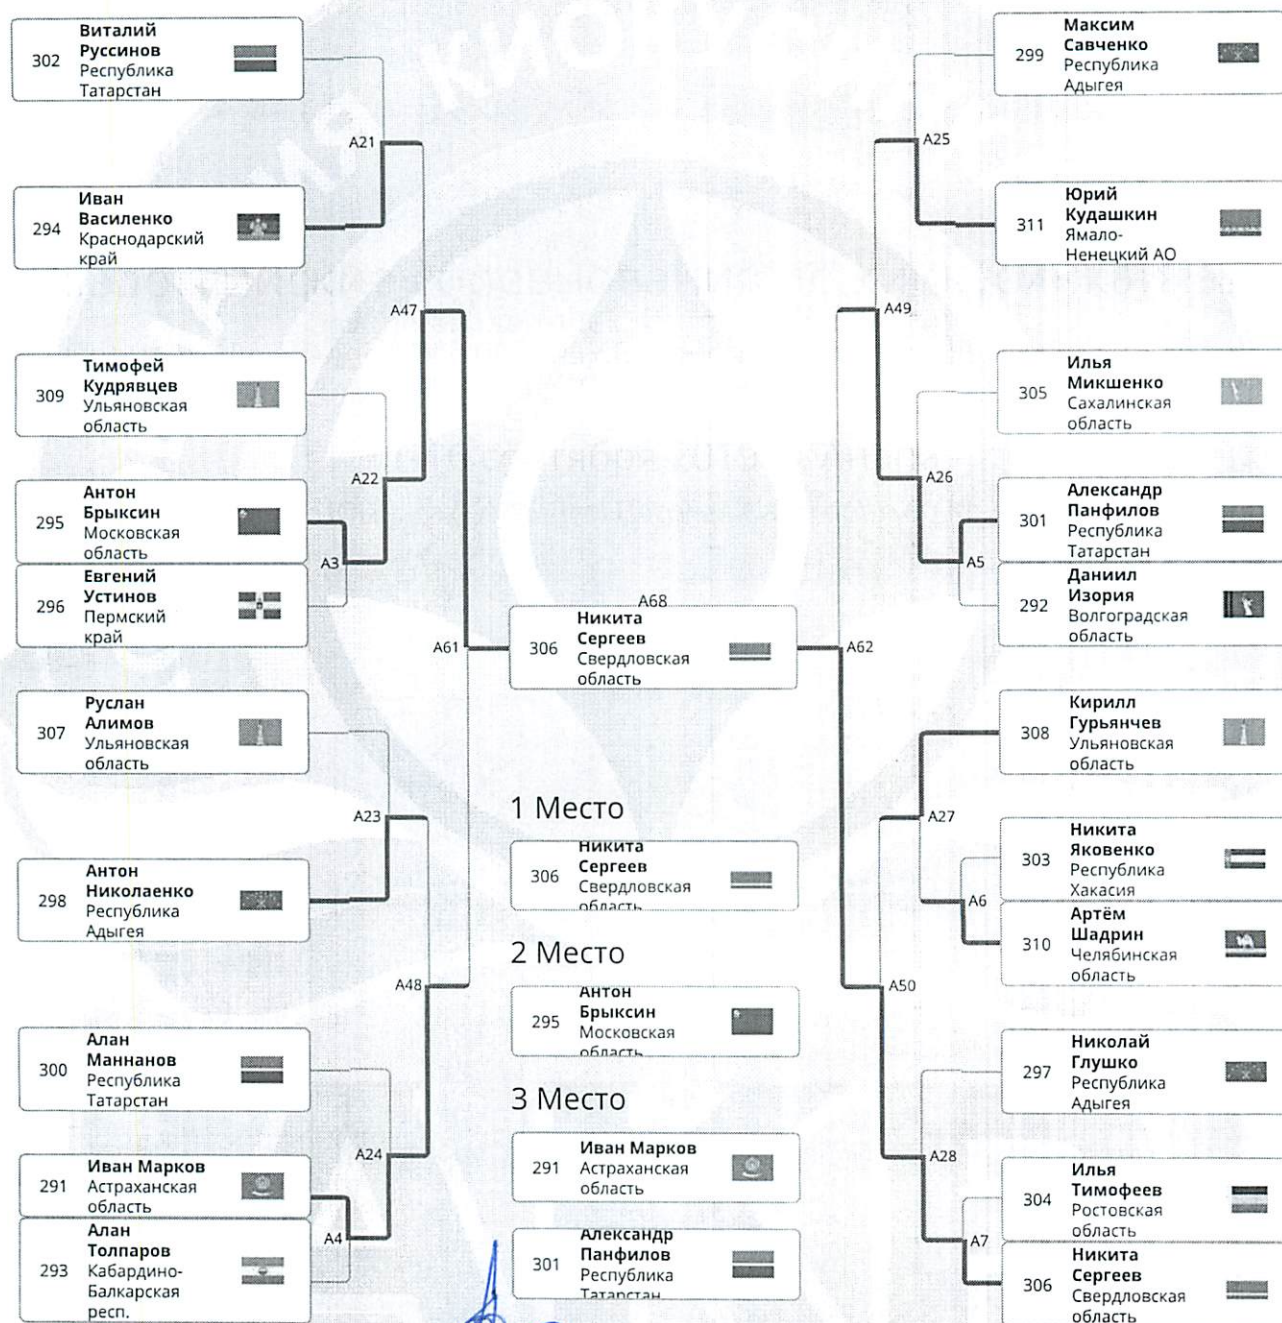 302
Виталий
Руссинов
Республика
Татарстан
A21
294
Иван
Василенко
Краснодарский
край
A47
309
Тимофей
Кудрявцев
Ульяновская
область
A22
295
Антон
Брыксин
Московская
область
A3
296
Евгений
Устинов
Пермский
край
A61
307
Руслан
Алимов
Ульяновская
область
A23
298
Антон
Николаенко
Республика
Адыгея
A48
300
Алан
Маннанов
Республика
Татарстан
A24
291
Иван Марков
Астраханская
область
A4
293
Алан
Толпаров
Кабардино-
Балкарская
респ.
A68
306
Никита
Сергеев
Свердловская
область
1 Место
306
Никита
Сергеев
Свердловская
область
2 Место
295
Антон
Брыксин
Московская
область
3 Место
291
Иван Марков
Астраханская
область
301
Александр
Панфилов
Республика
Татарстан
299
Максим
Савченко
Республика
Адыгея
A25
311
Юрий
Кудашкин
Ямало-
Ненецкий АО
A49
305
Илья
Микшенко
Сахалинская
область
A26
301
Александр
Панфилов
Республика
Татарстан
A5
292
Даниил
Изория
Волгоградская
область
A62
308
Кирилл
Гурьянчев
Ульяновская
область
A27
303
Никита
Яковенко
Республика
Хакасия
A6
310
Артём
Шадрин
Челябинская
область
A50
297
Николай
Глушко
Республика
Адыгея
A28
304
Илья
Тимофеев
Ростовская
область
A7
306
Никита
Сергеев
Свердловская
область